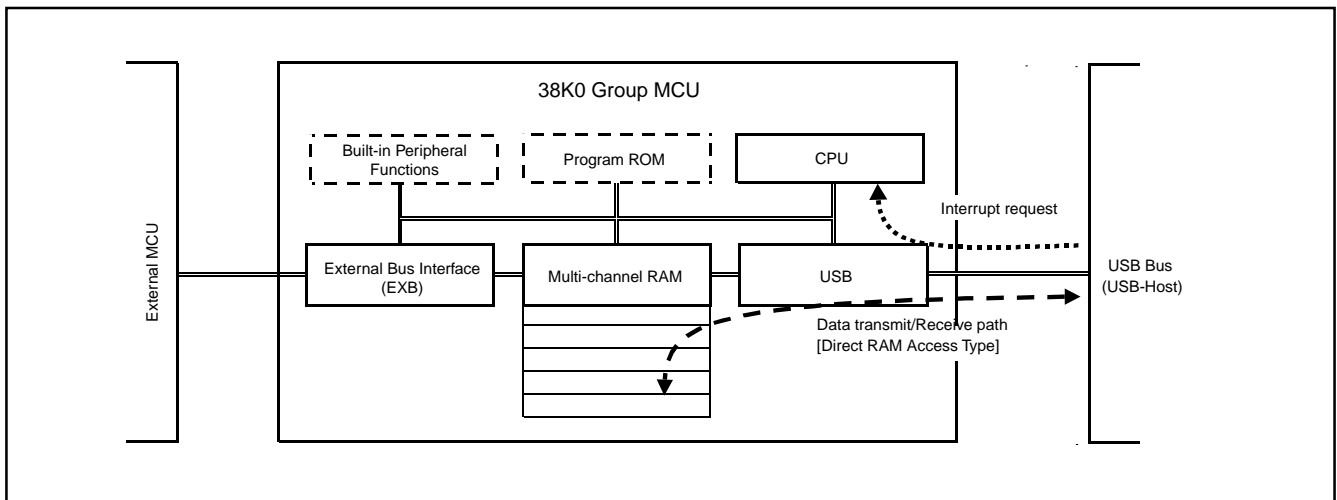 38K0 Group MCU
Built-in Peripheral
Functions
Program ROM
CPU
Interrupt request
External MCU
External Bus Interface
(EXB)
Multi-channel RAM
USB
USB Bus
(USB-Host)
Data transmit/Receive path
[Direct RAM Access Type]